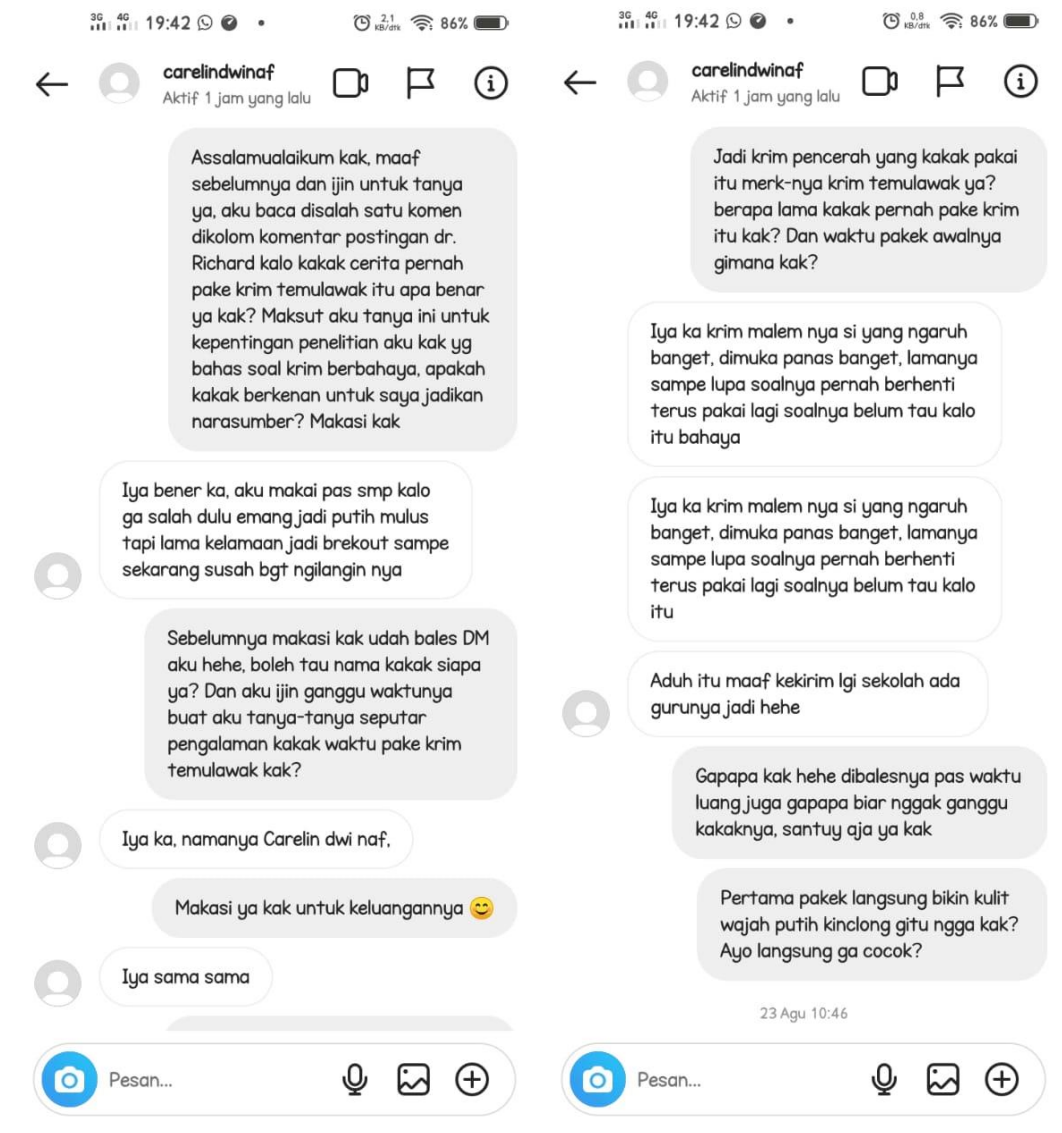 3G 4G 19:42 2,1 KB/dtk 86%
carelindwinaf
Aktif 1 jam yang lalu
Assalamualaikum kak, maaf
sebelumnya dan ijin untuk tanya
ya, aku baca disalah satu komen
dikolom komentar postingan dr.
Richard kalo kakak cerita pernah
pake krim temulawak itu apa benar
ya kak? Maksut aku tanya ini untuk
kepentingan penelitian aku kak yg
bahas soal krim berbahaya, apakah
kakak berkenan untuk saya jadikan
narasumber? Makasi kak
Iya bener ka, aku makai pas smp kalo
ga salah dulu emang jadi putih mulus
tapi lama kelamaan jadi brekout sampe
sekarang susah bgt ngilangin nya
Sebelumnya makasi kak udah bales DM
aku hehe, boleh tau nama kakak siapa
ya? Dan aku ijin ganggu waktunya
buat aku tanya-tanya seputar
pengalaman kakak waktu pake krim
temulawak kak?
Iya ka, namanya Carelin dwi naf,
Makasi ya kak untuk keluangannya 😊
Iya sama sama
Pesan...
3G 4G 19:42 0,8 KB/dtk 86%
carelindwinaf
Aktif 1 jam yang lalu
Jadi krim pencerah yang kakak pakai
itu merk-nya krim temulawak ya?
berapa lama kakak pernah pake krim
itu kak? Dan waktu pakek awalnya
gimana kak?
Iya ka krim malem nya si yang ngaruh
banget, dimuka panas banget, lamanya
sampe lupa soalnya pernah berhenti
terus pakai lagi soalnya belum tau kalo
itu bahaya
Iya ka krim malem nya si yang ngaruh
banget, dimuka panas banget, lamanya
sampe lupa soalnya pernah berhenti
terus pakai lagi soalnya belum tau kalo
itu
Aduh itu maaf kekirim lgi sekolah ada
gurunya jadi hehe
Gapapa kak hehe dibalesnya pas waktu
luang juga gapapa biar nggak ganggu
kakaknya, santuy aja ya kak
Pertama pakek langsung bikin kulit
wajah putih kinclong gitu ngga kak?
Ayo langsung ga cocok?
23 Agu 10:46
Pesan...